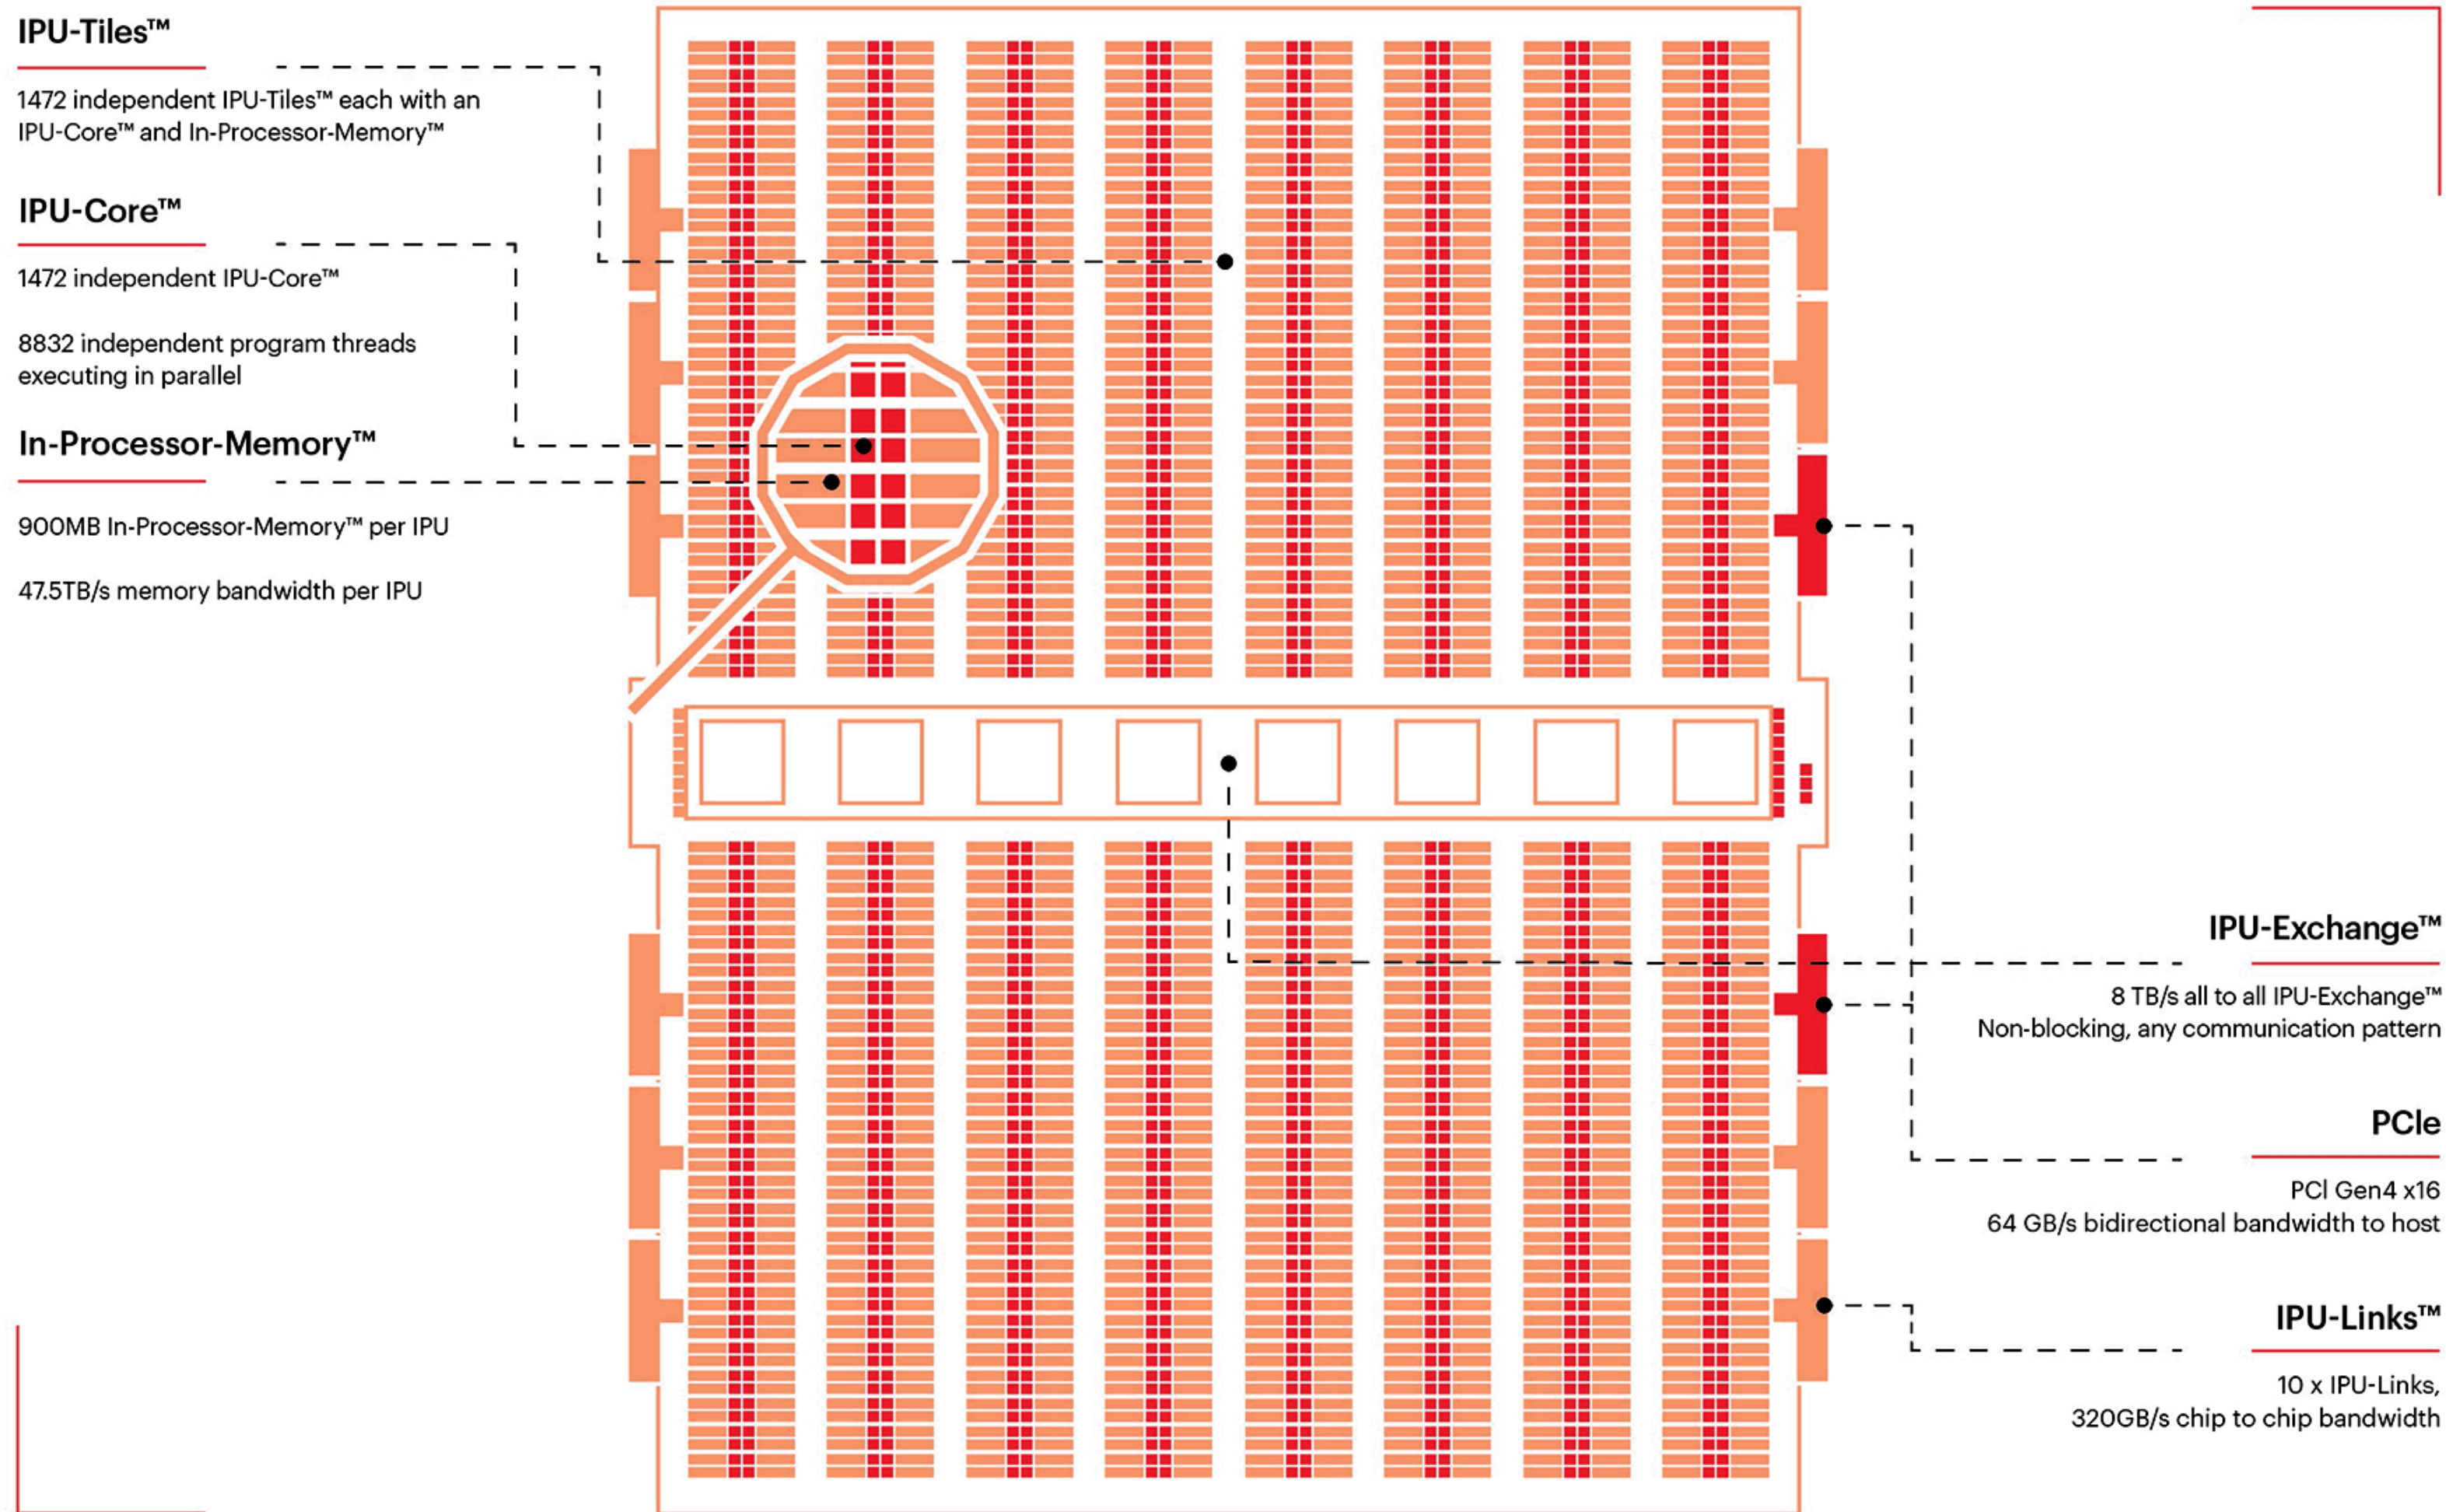 IPU-Tiles™
1472 independent IPU-Tiles™ each with an
IPU-Core™ and In-Processor-Memory™
IPU-Core™
1472 independent IPU-Core™
8832 independent program threads
executing in parallel
In-Processor-Memory™
900MB In-Processor-Memory™ per IPU
47.5TB/s memory bandwidth per IPU
IPU-Exchange™
8 TB/s all to all IPU-Exchange™
Non-blocking, any communication pattern
PCIe
PCI Gen4 x16
64 GB/s bidirectional bandwidth to host
IPU-Links™
10 x IPU-Links,
320GB/s chip to chip bandwidth